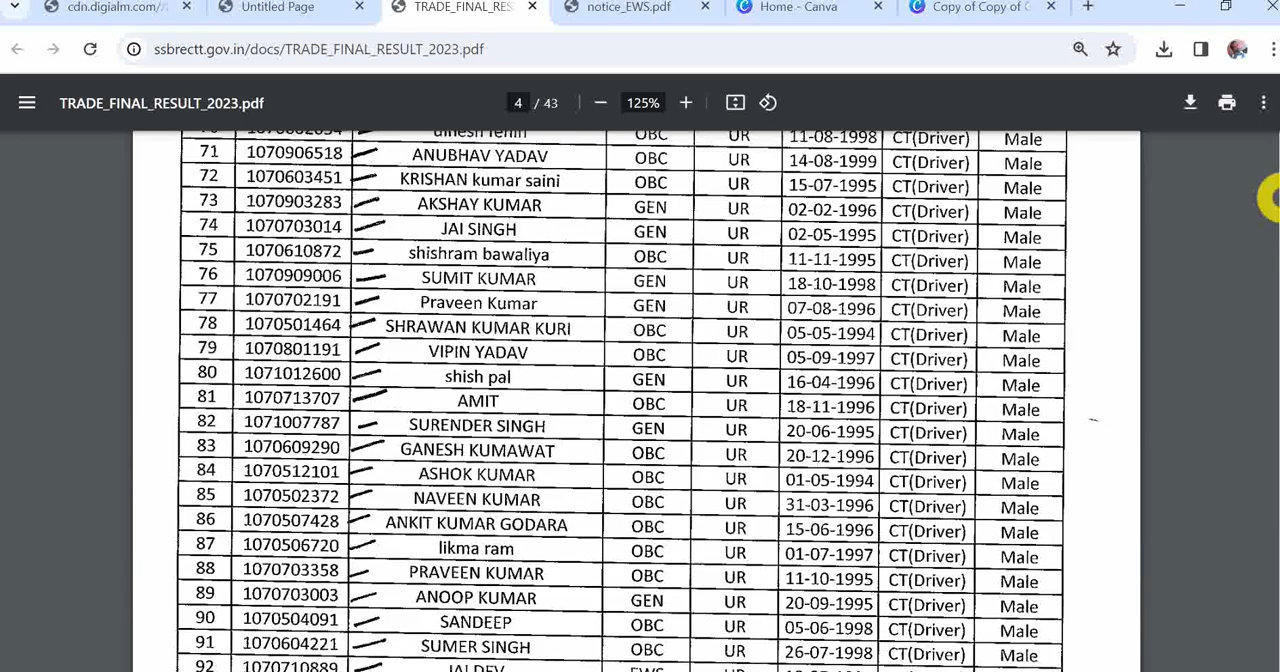 cdn.digialm.com// Untitled Page TRADE_FINAL_RES notice_EWS.pdf Home - Canva Copy of Copy of C
ssbrectt.gov.in/docs/TRADE_FINAL_RESULT_2023.pdf
TRADE_FINAL_RESULT_2023.pdf 4 / 43 125%
OBC UR 11-08-1998 CT(Driver) Male
71 1070906518 ANUBHAV YADAV OBC UR 14-08-1999 CT(Driver) Male
72 1070603451 KRISHAN kumar saini OBC UR 15-07-1995 CT(Driver) Male
73 1070903283 AKSHAY KUMAR GEN UR 02-02-1996 CT(Driver) Male
74 1070703014 JAI SINGH GEN UR 02-05-1995 CT(Driver) Male
75 1070610872 shishram bawaliya OBC UR 11-11-1995 CT(Driver) Male
76 1070909006 SUMIT KUMAR GEN UR 18-10-1998 CT(Driver) Male
77 1070702191 Praveen Kumar GEN UR 07-08-1996 CT(Driver) Male
78 1070501464 SHRAWAN KUMAR KURI OBC UR 05-05-1994 CT(Driver) Male
79 1070801191 VIPIN YADAV OBC UR 05-09-1997 CT(Driver) Male
80 1071012600 shish pal GEN UR 16-04-1996 CT(Driver) Male
81 1070713707 AMIT OBC UR 18-11-1996 CT(Driver) Male
82 1071007787 SURENDER SINGH GEN UR 20-06-1995 CT(Driver) Male
83 1070609290 GANESH KUMAWAT OBC UR 20-12-1996 CT(Driver) Male
84 1070512101 ASHOK KUMAR OBC UR 01-05-1994 CT(Driver) Male
85 1070502372 NAVEEN KUMAR OBC UR 31-03-1996 CT(Driver) Male
86 1070507428 ANKIT KUMAR GODARA OBC UR 15-06-1996 CT(Driver) Male
87 1070506720 likma ram OBC UR 01-07-1997 CT(Driver) Male
88 1070703358 PRAVEEN KUMAR OBC UR 11-10-1995 CT(Driver) Male
89 1070703003 ANOOP KUMAR GEN UR 20-09-1995 CT(Driver) Male
90 1070504091 SANDEEP OBC UR 05-06-1998 CT(Driver) Male
91 1070604221 SUMER SINGH OBC UR 26-07-1998 CT(Driver) Male
92 1070710889 JAI DEV EWS UR